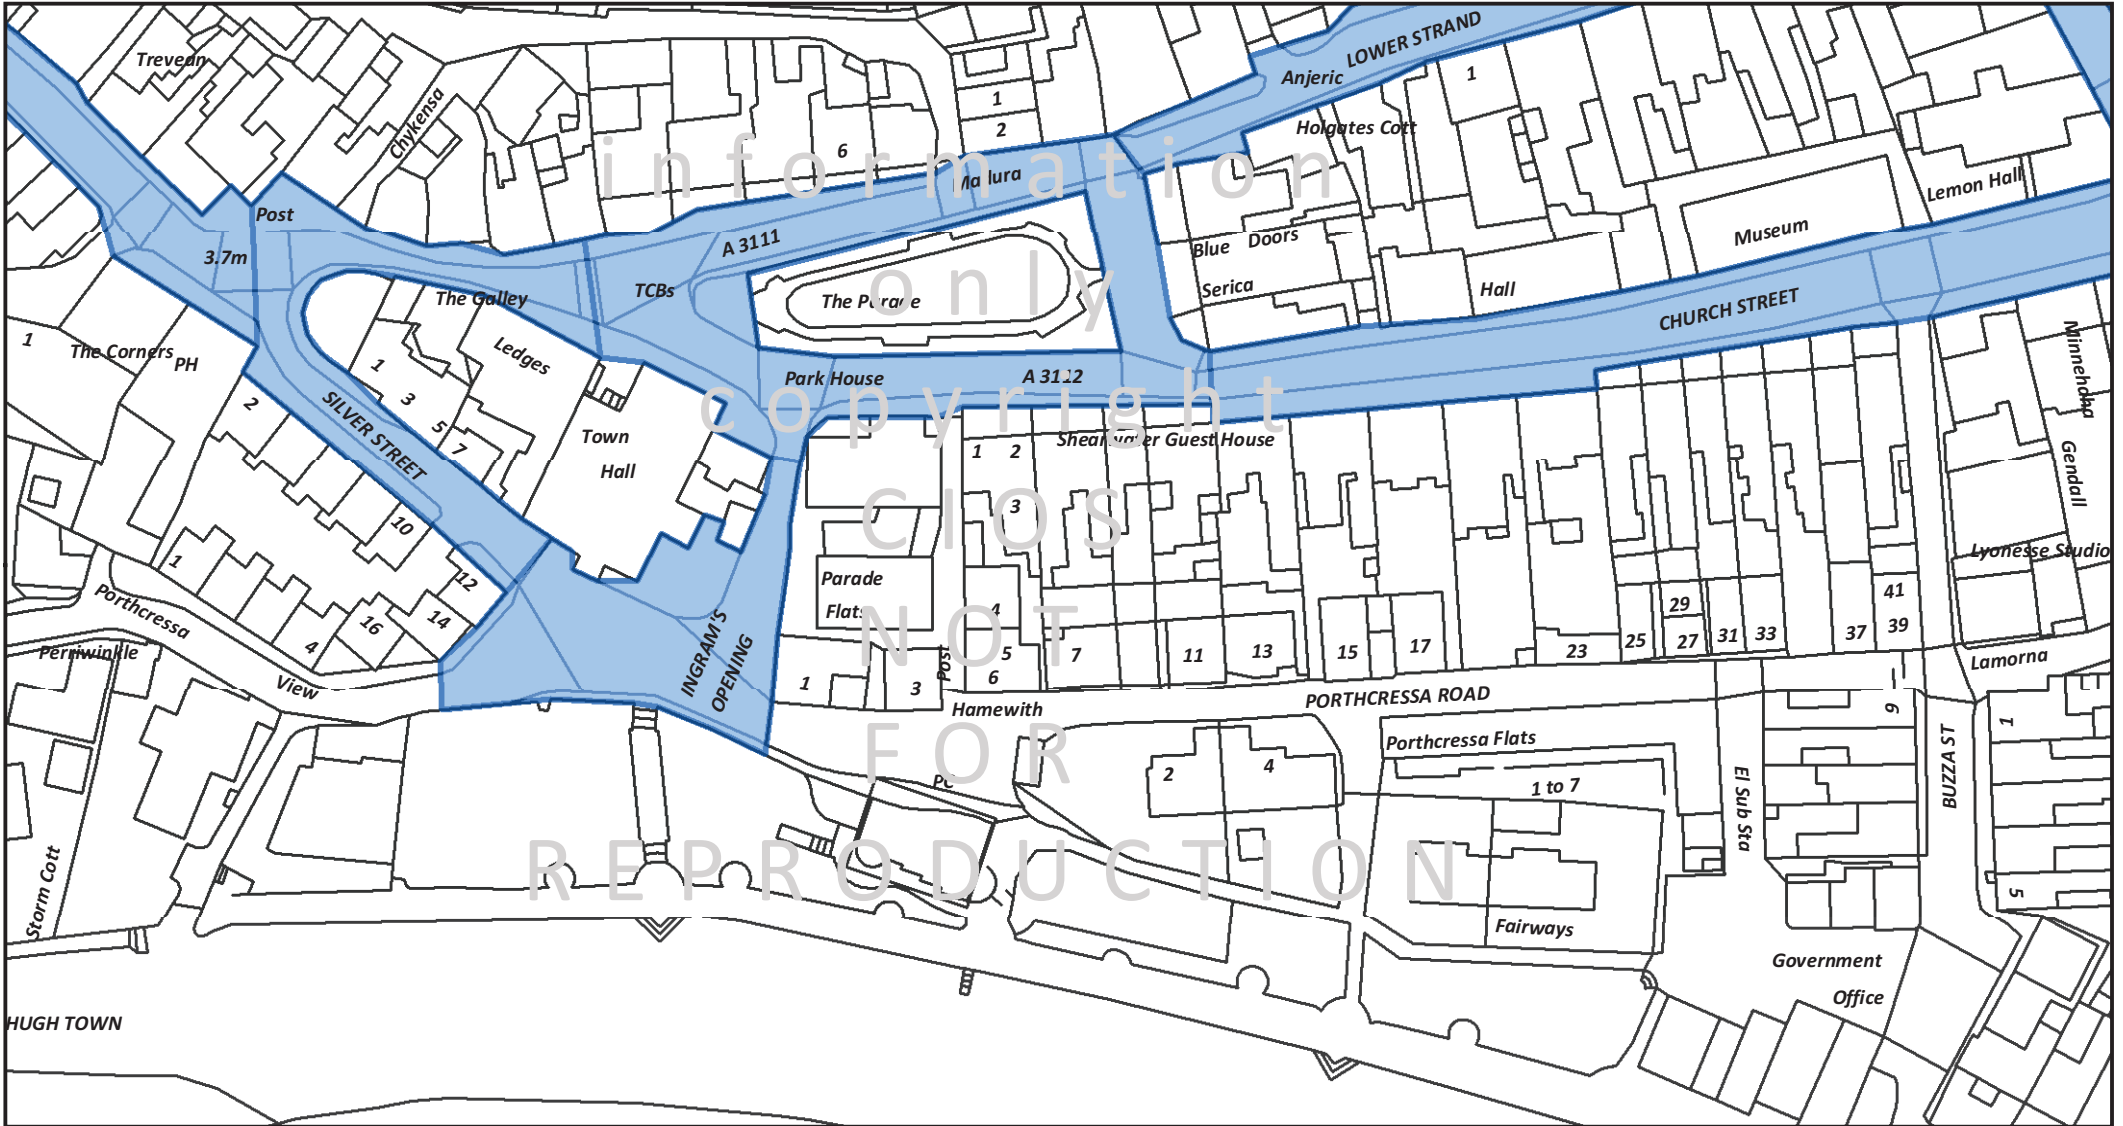 Trevean
Chykensa
6
1
2
LOWER STRAND
Anjeric
1
Holgates Cott
information
Mallura
Post
3.7m
A 3111
Blue Doors
Lemon Hall
Museum
only
The Galley
TCBs
The Parade
Serica
Hall
CHURCH STREET
1
The Corners
PH
Ledges
1
3
5
7
Park House
A 3112
Minnehoha
2
SILVER STREET
copyright
Town
Hall
Shearwater Guest House
1
2
3
Gendall
10
CIOS
Lyonesse Studio
1
12
14
16
4
Parade
Flats
4
5
6
NOT
7
11
13
15
17
23
25
29
27
31
33
37
41
39
Porthcressa
View
Perriwinkle
INGRAM'S
OPENING
1
3
Post
Hamewith
PORTHCRESSA ROAD
Lamorna
FOR
PC
2
4
Porthcressa Flats
1 to 7
El Sub Sta
9
BUZZA ST
1
5
Storm Cott
REPRODUCTION
Fairways
Government
Office
HUGH TOWN